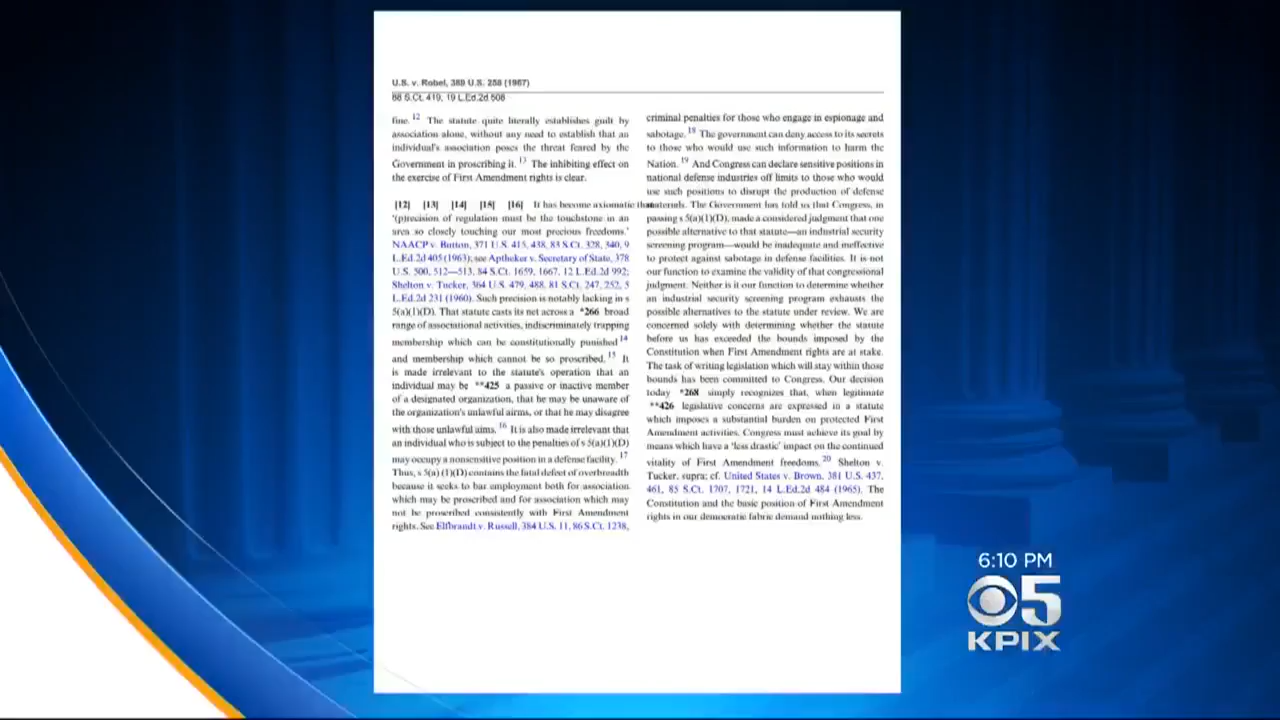 U.S. v. Robel, 389 U.S. 258 (1967)
88 S.Ct. 419, 19 L.Ed.2d 508
fine. 12 The statute quite literally establishes guilt by
association alone, without any need to establish that an
individual's association poses the threat feared by the
Government in proscribing it. 13 The inhibiting effect on
the exercise of First Amendment rights is clear.
[12] [13] [14] [15] [16] It has become axiomatic that
'(p)recision of regulation must be the touchstone in an
area so closely touching our most precious freedoms.'
NAACP v. Button, 371 U.S. 415, 438, 83 S.Ct. 328, 340, 9
L.Ed.2d 405 (1963); see Aptheker v. Secretary of State, 378
U.S. 500, 512—513, 84 S.Ct. 1659, 1667, 12 L.Ed.2d 992;
Shelton v. Tucker, 364 U.S. 479, 488, 81 S.Ct. 247, 252, 5
L.Ed.2d 231 (1960). Such precision is notably lacking in s
5(a)(1)(D). That statute casts its net across a *266 broad
range of associational activities, indiscriminately trapping
membership which can be constitutionally punished 14
and membership which cannot be so proscribed. 15 It
is made irrelevant to the statute's operation that an
individual may be **425 a passive or inactive member
of a designated organization, that he may be unaware of
the organization's unlawful aims, or that he may disagree
with those unlawful aims. 16 It is also made irrelevant that
an individual who is subject to the penalties of s 5(a)(1)(D)
may occupy a nonsensitive position in a defense facility. 17
Thus, s 5(a) (1)(D) contains the fatal defect of overbreadth
because it seeks to bar employment both for association
which may be proscribed and for association which may
not be proscribed consistently with First Amendment
rights. See Elfbrandt v. Russell, 384 U.S. 11, 86 S.Ct. 1238,
criminal penalties for those who engage in espionage and
sabotage. 18 The government can deny access to its secrets
to those who would use such information to harm the
Nation. 19 And Congress can declare sensitive positions in
national defense industries off limits to those who would
use such positions to disrupt the production of defense
materials. The Government has told us that Congress, in
passing s 5(a)(1)(D), made a considered judgment that one
possible alternative to that statute—an industrial security
screening program—would be inadequate and ineffective
to protect against sabotage in defense facilities. It is not
our function to examine the validity of that congressional
judgment. Neither is it our function to determine whether
an industrial security screening program exhausts the
possible alternatives to the statute under review. We are
concerned solely with determining whether the statute
before us has exceeded the bounds imposed by the
Constitution when First Amendment rights are at stake.
The task of writing legislation which will stay within those
bounds has been committed to Congress. Our decision
today *268 simply recognizes that, when legitimate
**426 legislative concerns are expressed in a statute
which imposes a substantial burden on protected First
Amendment activities, Congress must achieve its goal by
means which have a 'less drastic' impact on the continued
vitality of First Amendment freedoms. 20 Shelton v.
Tucker, supra; cf. United States v. Brown, 381 U.S. 437,
461, 85 S.Ct. 1707, 1721, 14 L.Ed.2d 484 (1965). The
Constitution and the basic position of First Amendment
rights in our democratic fabric demand nothing less.
6:10 PM
5
KPIX